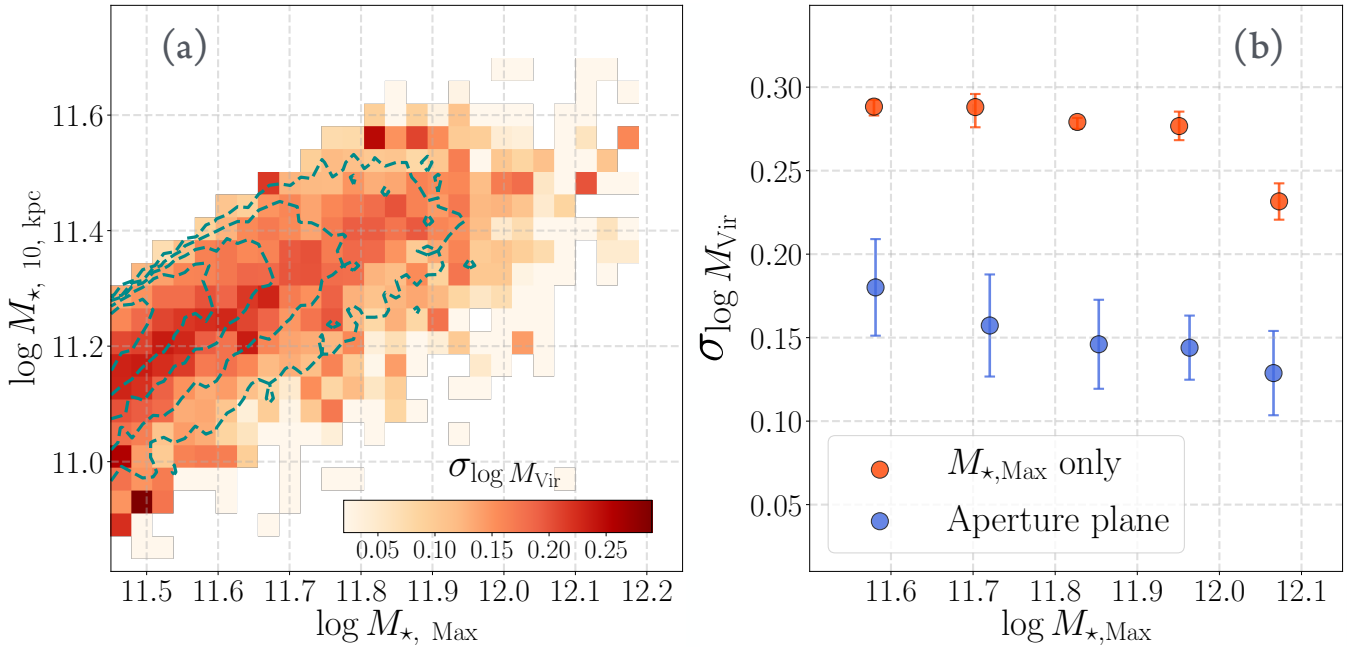 (a)
log M⋆, 10, kpc
11.6
11.4
11.2
11.0
σlog MVir
0.05 0.10 0.15 0.20 0.25
11.5 11.6 11.7 11.8 11.9 12.0 12.1 12.2
log M⋆, Max
(b)
σlog MVir
0.30
0.25
0.20
0.15
0.10
0.05
M⋆,Max only
Aperture plane
11.6 11.7 11.8 11.9 12.0 12.1
log M⋆,Max